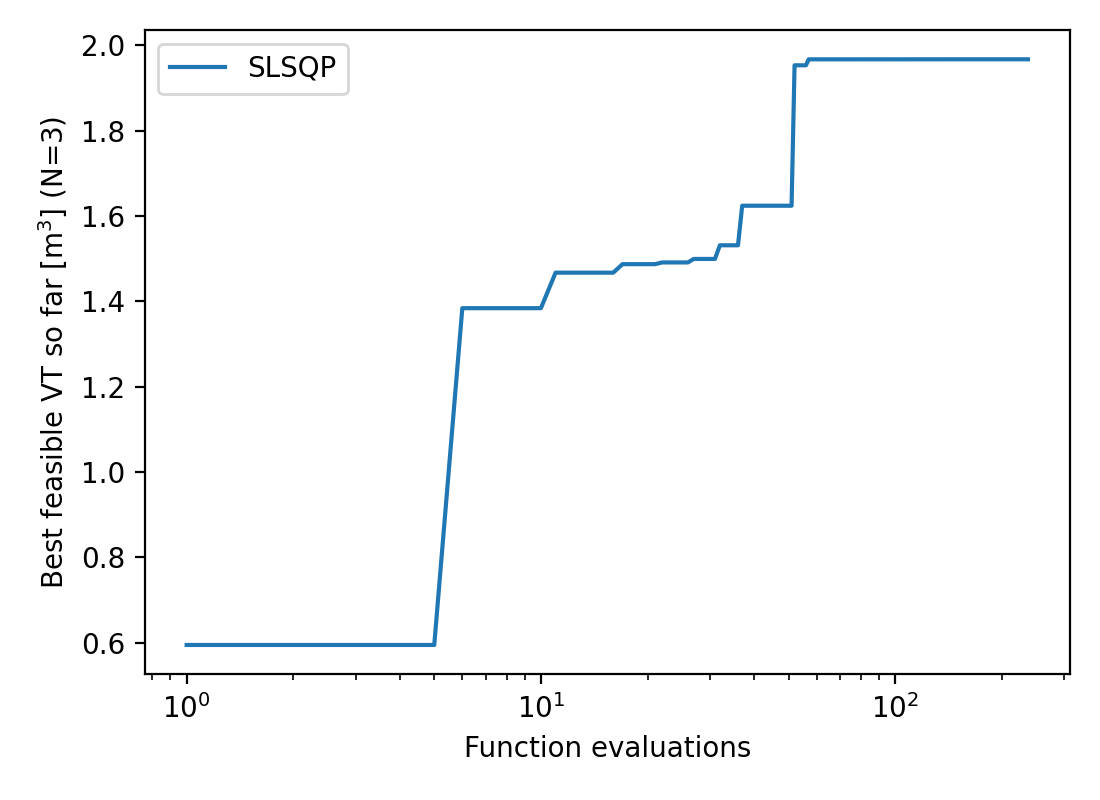 SLSQP
Best feasible VT so far [m³] (N=3)
2.0
1.8
1.6
1.4
1.2
1.0
0.8
0.6
10⁰ 10¹ 10²
Function evaluations